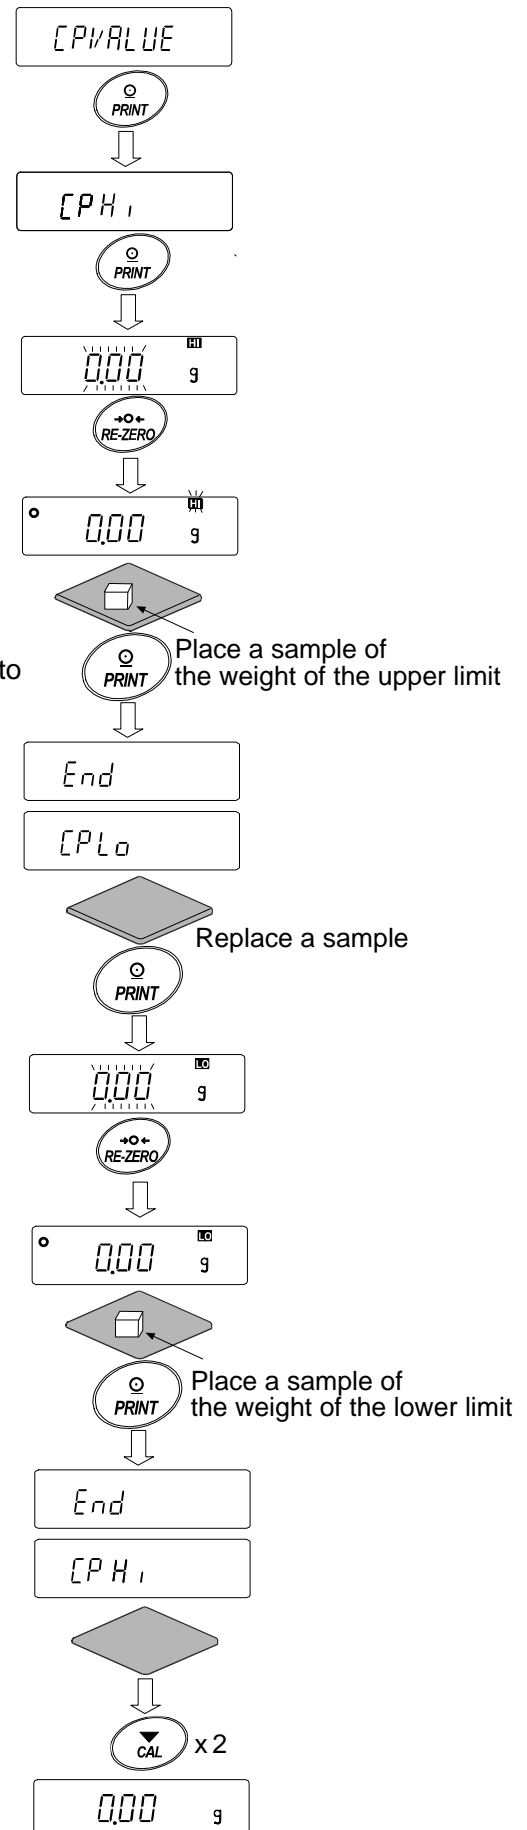 CPVALUE
PRINT
CPHi
PRINT
HI
0.00 g
→O←
RE-ZERO
HI
0.00 g
Place a sample of
the weight of the upper limit
to
PRINT
End
CPLo
Replace a sample
PRINT
LO
0.00 g
→O←
RE-ZERO
LO
0.00 g
Place a sample of
the weight of the lower limit
PRINT
End
CPHi
CAL x 2
0.00 g